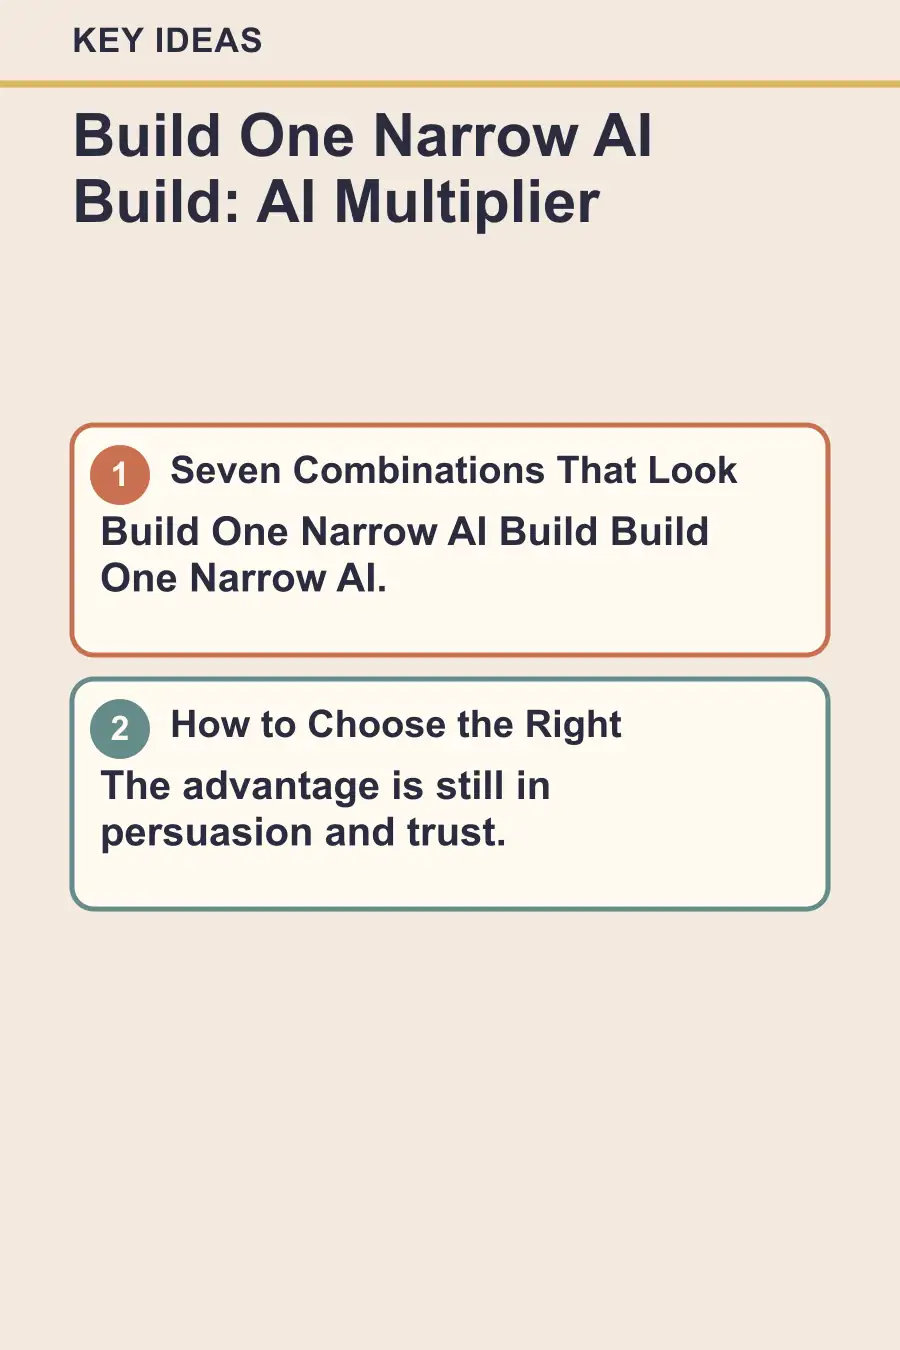 KEY IDEAS
Build One Narrow AI
Build: AI Multiplier
1
Seven Combinations That Look
Build One Narrow AI Build Build
One Narrow AI.
2
How to Choose the Right
The advantage is still in
persuasion and trust.